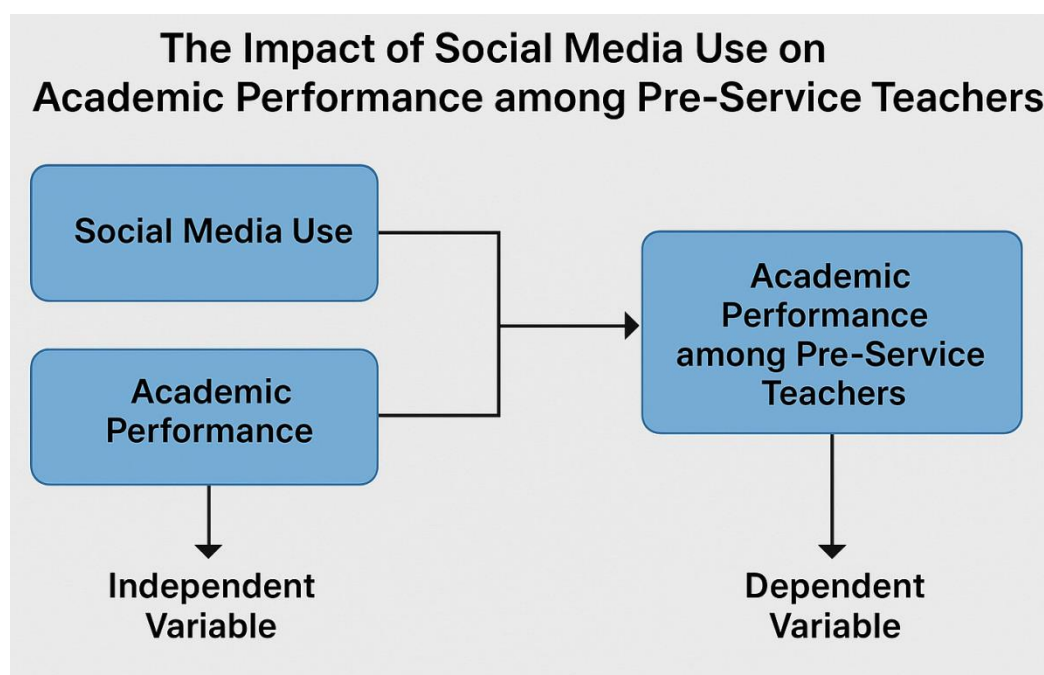 The Impact of Social Media Use on
Academic Performance among Pre-Service Teachers
Social Media Use
Academic
Performance
Independent
Variable
Academic
Performance
among Pre-Service
Teachers
Dependent
Variable